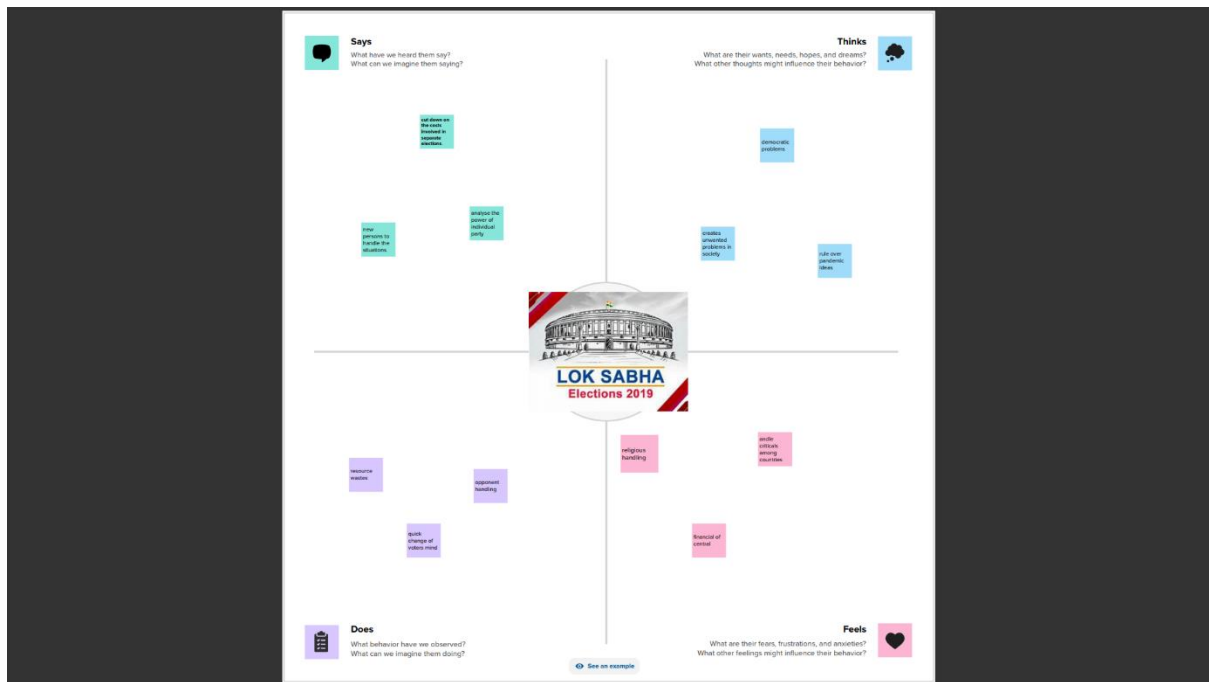 Says
What have we heard them say?
What can we imagine them saying?
Thinks
What are their wants, needs, hopes, and dreams?
What other thoughts might influence their behavior?
cut down on
the costs
involved in
separate
elections
analyse the
power of
individual
party
new
persons to
handle the
situations
democratic
problems
creates
unwanted
problems in
society
rule over
pandemic
ideas
LOK SABHA
Elections 2019
resource
wastes
opponent
handling
quick
change of
voters mind
religious
handling
criticals
among
countries
financial of
central
Does
What behavior have we observed?
What can we imagine them doing?
Feels
What are their fears, frustrations, and anxieties?
What other feelings might influence their behavior?
See an example